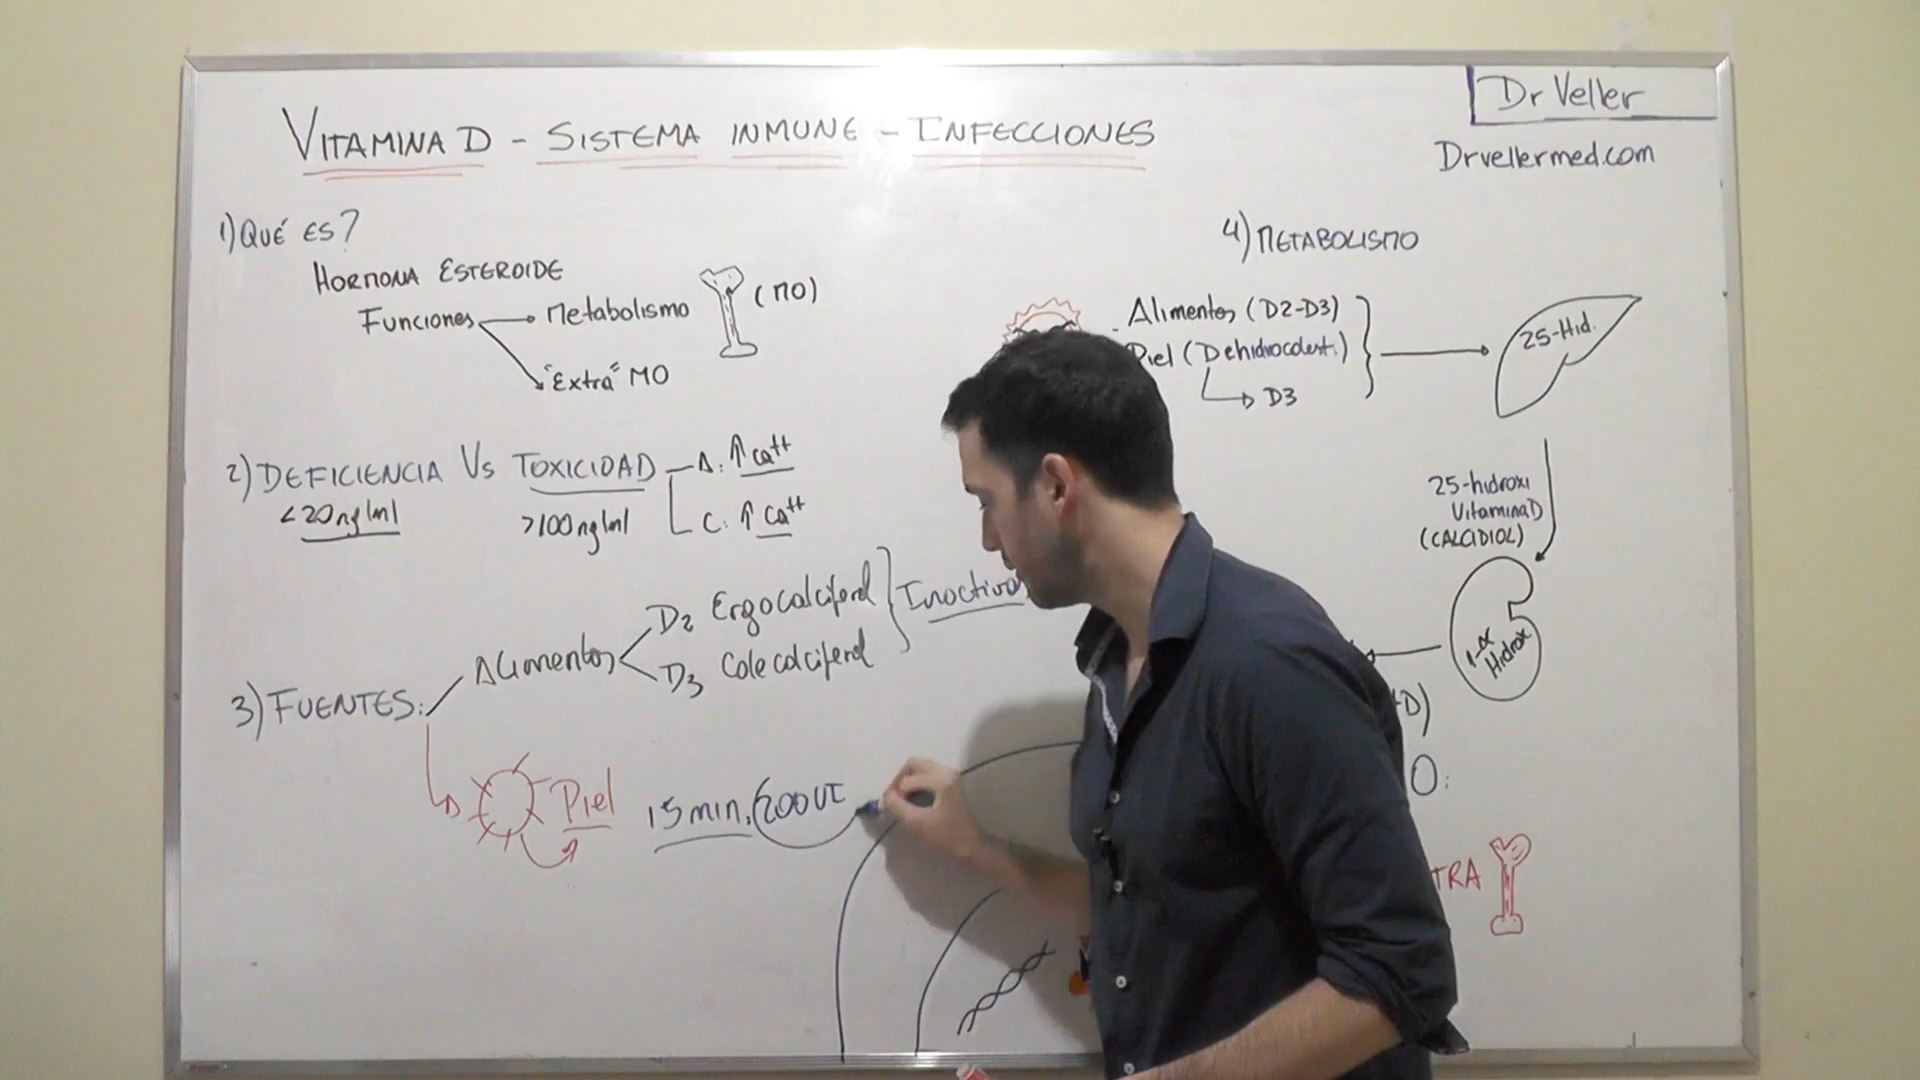 VITAMINA D - SISTEMA INMUNE - INFECCIONES
Dr Veller
Drvellermed.com
1) QUÉ ES?
HORMONA ESTEROIDE
Funciones
Metabolismo
(MO)
"Extra" MO
2) DEFICIENCIA Vs TOXICIDAD
<20ng/ml
>100ng/ml
A: ↑ Ca++
C: ↑ Ca++
3) FUENTES:
Alimentos
D2 Ergocalciferol
D3 Colecalciferol
Inactiva
Piel 15 min, 200UI
4) METABOLISMO
Alimentos (D2-D3)
Piel (Dehidrocolest.)
D3
25-Hid.
25-hidroxi
Vitamina D
(CALCIDIOL)
1-α
Hidrox
D)
O:
TRA